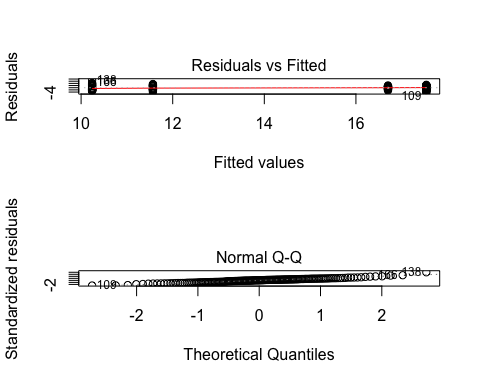 Residuals vs Fitted
Residuals
-4
138
166
109
10 12 14 16
Fitted values
Normal Q-Q
Standardized residuals
-2
109
138
-2 -1 0 1 2
Theoretical Quantiles